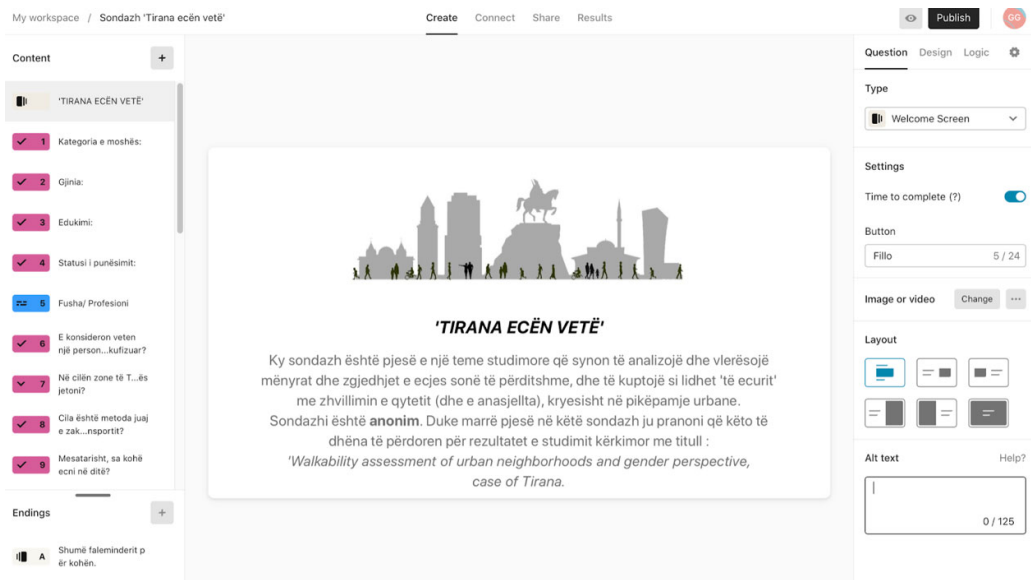 My workspace / Sondazh 'Tirana ecën vetë'
Create Connect Share Results
Publish
GG
Content
+
'TIRANA ECËN VETË'
1 Kategoria e moshës:
2 Gjinia:
3 Edukimi:
4 Statusi i punësimit:
5 Fusha/ Profesioni
6 E konsideron veten
një person...kufizuar?
7 Në cilën zone të T...ës
jetoni?
8 Cila është metoda juaj
e zak...nsportit?
9 Mesatarisht, sa kohë
ecni në ditë?
Endings
+
A Shumë faleminderit p
ër kohën.
'TIRANA ECËN VETË'
Ky sondazh është pjesë e një teme studimore që synon të analizojë dhe vlerësojë
mënyrat dhe zgjedhjet e ecjes sonë të përditshme, dhe të kuptojë si lidhet 'të ecurit'
me zhvillimin e qytetit (dhe e anasjellta), kryesisht në pikëpamje urbane.
Sondazhi është anonim. Duke marrë pjesë në këtë sondazh ju pranoni që këto të
dhëna të përdoren për rezultatet e studimit kërkimor me titull :
'Walkability assessment of urban neighborhoods and gender perspective,
case of Tirana.
Question Design Logic
Type
Welcome Screen
Settings
Time to complete (?)
Button
Fillo 5 / 24
Image or video Change ...
Layout
Alt text Help?
0 / 125